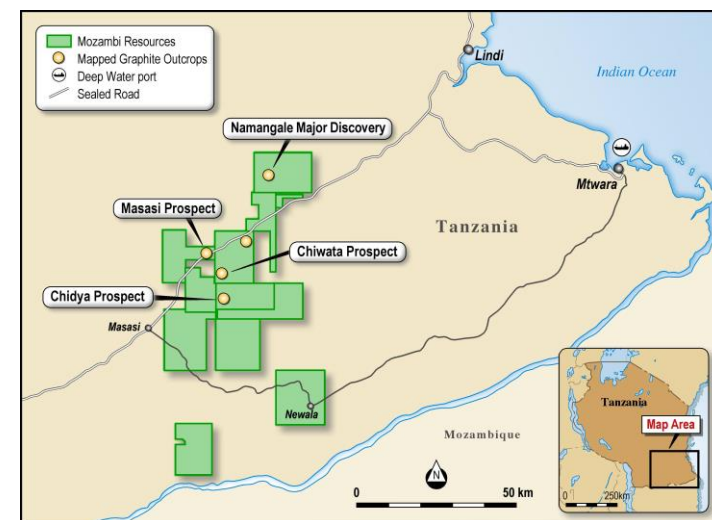 Mozambi Resources
Mapped Graphite Outcrops
Deep Water port
Sealed Road
Lindi
Indian Ocean
Namangale Major Discovery
Mtwara
Masasi Prospect
Tanzania
Chiwata Prospect
Chidya Prospect
Masasi
Newala
Mozambique
N
0 50 km
Tanzania
Map Area
0 250km